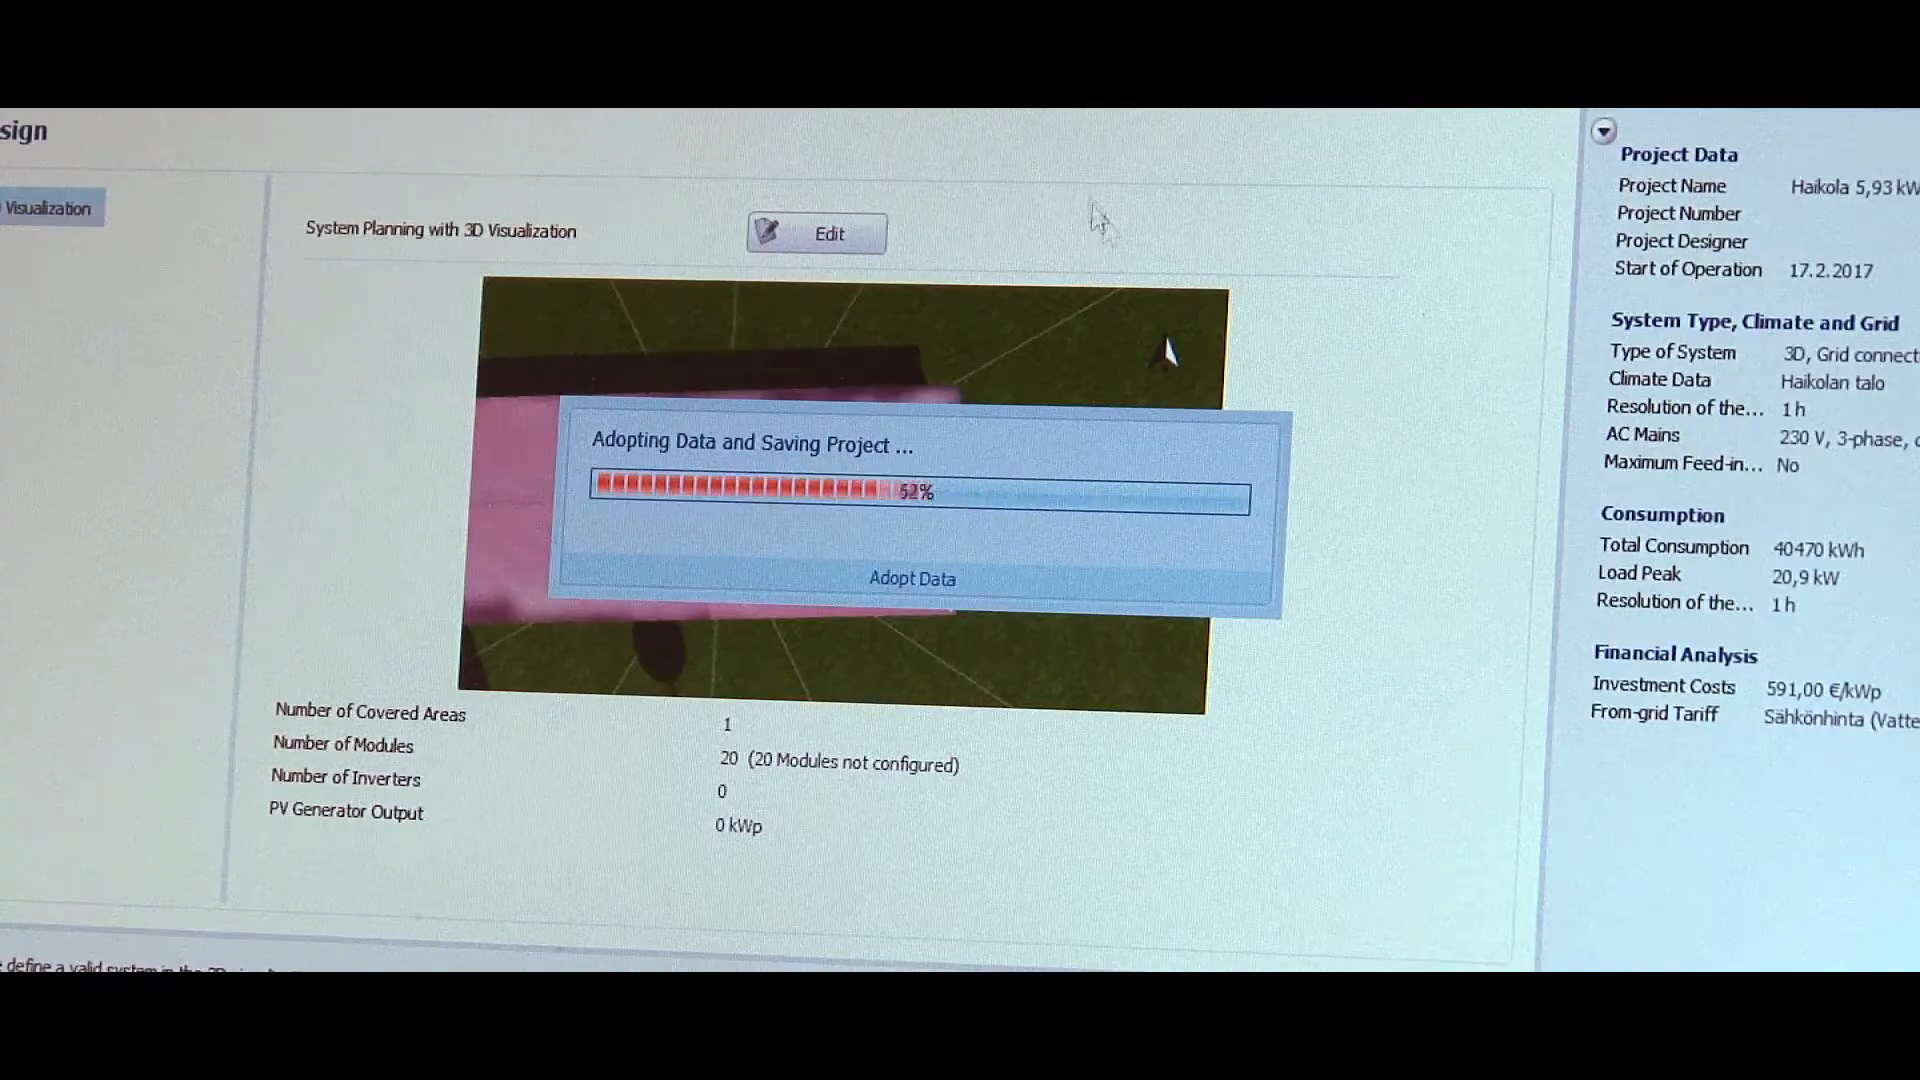 sign
Visualization
System Planning with 3D Visualization
Edit
Adopting Data and Saving Project ...
52%
Adopt Data
Number of Covered Areas 1
Number of Modules 20 (20 Modules not configured)
Number of Inverters 0
PV Generator Output 0 kWp
define a valid system in the
Project Data
Project Name Haikola 5,93 kW
Project Number
Project Designer
Start of Operation 17.2.2017
System Type, Climate and Grid
Type of System 3D, Grid connect
Climate Data Haikolan talo
Resolution of the... 1 h
AC Mains 230 V, 3-phase, c
Maximum Feed-in... No
Consumption
Total Consumption 40470 kWh
Load Peak 20,9 kW
Resolution of the... 1 h
Financial Analysis
Investment Costs 591,00 €/kWp
From-grid Tariff Sähkönhinta (Vatte